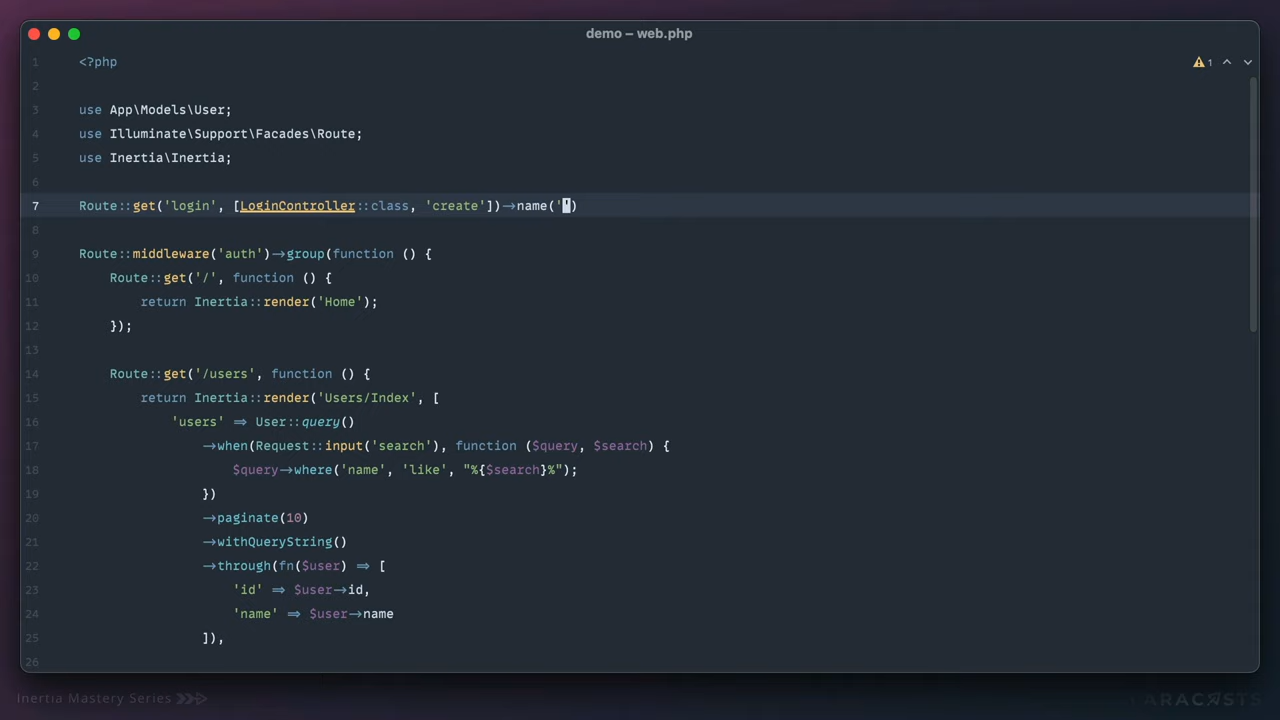 demo – web.php
1 <?php
⚠ 1
2
3 use App\Models\User;
4 use Illuminate\Support\Facades\Route;
5 use Inertia\Inertia;
6
7 Route::get('login', [LoginController::class, 'create'])->name('')
8
9 Route::middleware('auth')->group(function () {
10 Route::get('/', function () {
11 return Inertia::render('Home');
12 });
13
14 Route::get('/users', function () {
15 return Inertia::render('Users/Index', [
16 'users' => User::query()
17 ->when(Request::input('search'), function ($query, $search) {
18 $query->where('name', 'like', "%{$search}%");
19 })
20 ->paginate(10)
21 ->withQueryString()
22 ->through(fn($user) => [
23 'id' => $user->id,
24 'name' => $user->name
25 ]),
26
Inertia Mastery Series
ARACASTS